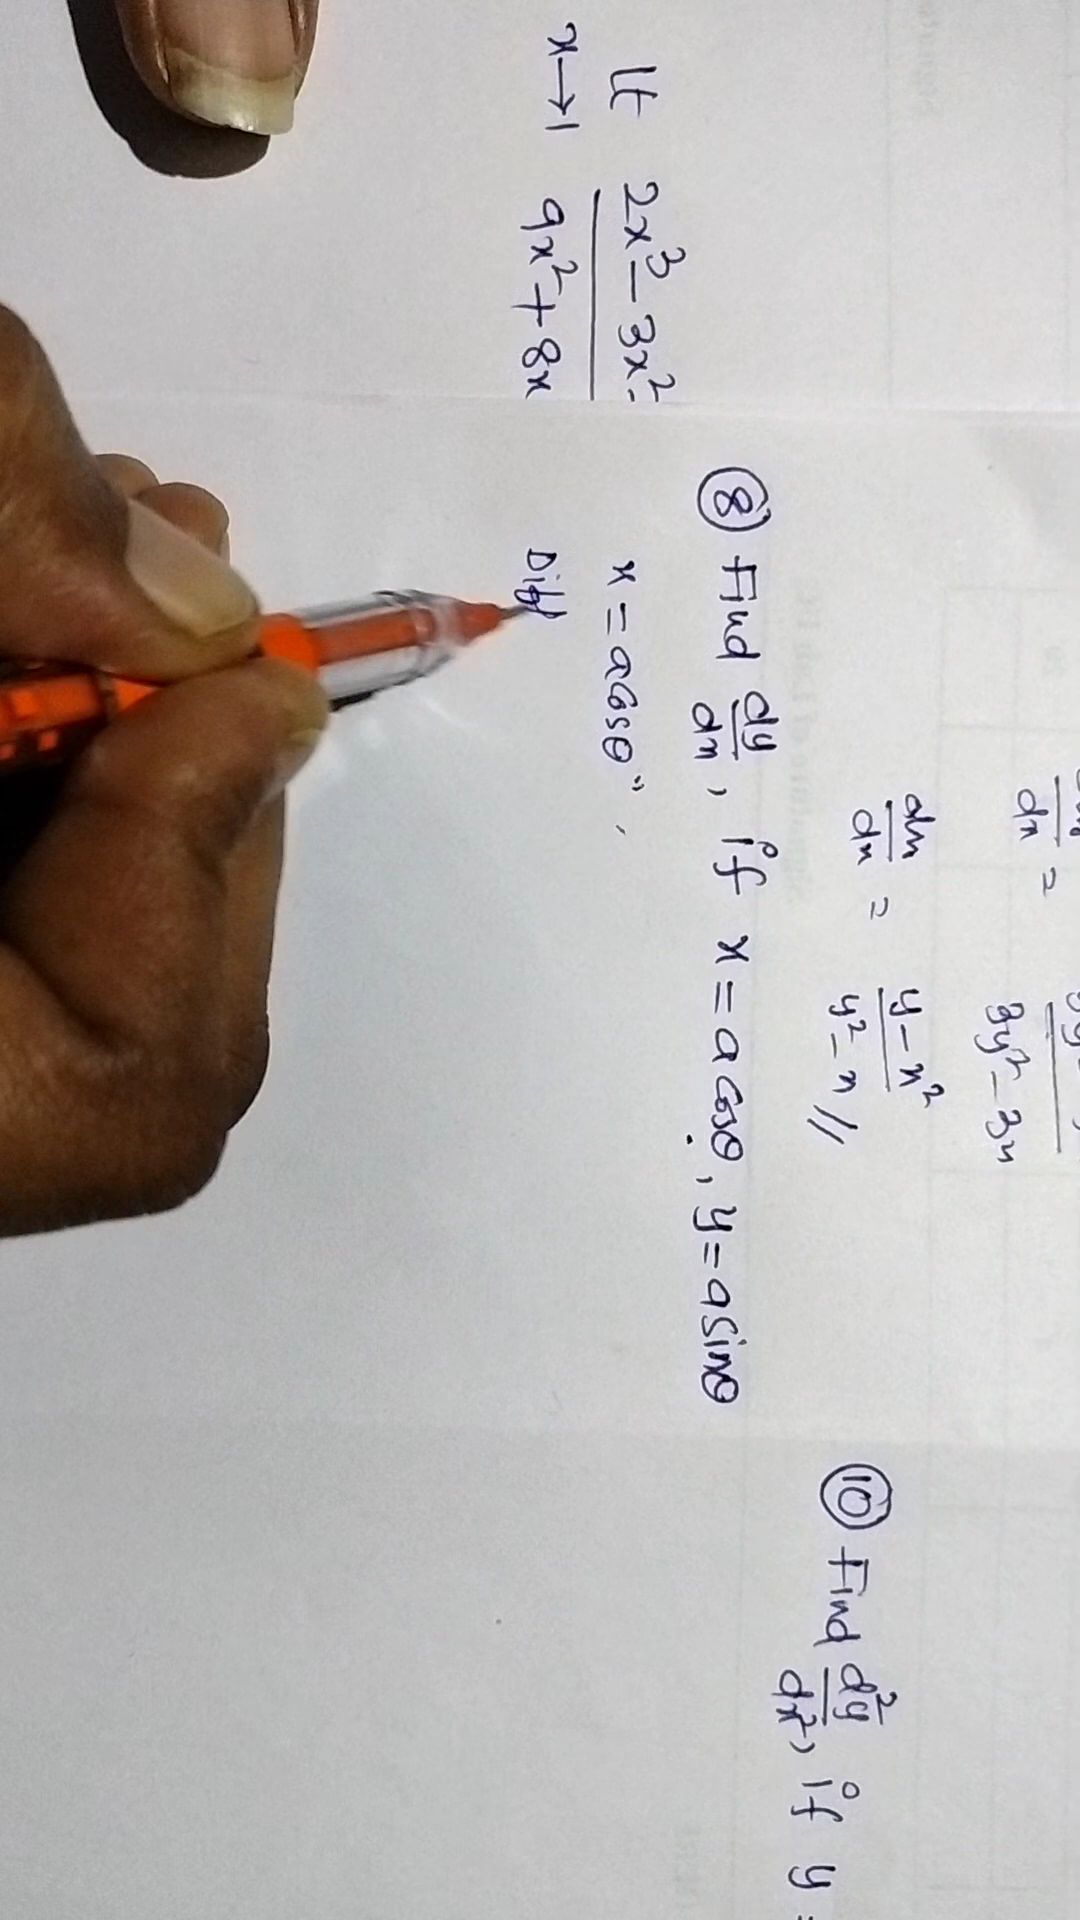 lt
x→1
2x³ - 3x² -
9x² + 8x
dx =
3y² - 3x
dy/dx = y - x² / y² - x //
⑧ Find dy/dx, if x = a cosθ, y = a sinθ
x = a cosθ
Diff
⑩ Find d²y/dx², if y =